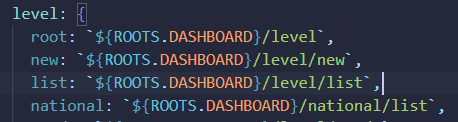 level: {
root: `${ROOTS.DASHBOARD}/level`,
new: `${ROOTS.DASHBOARD}/level/new`,
list: `${ROOTS.DASHBOARD}/level/list`,
national: `${ROOTS.DASHBOARD}/national/list`,